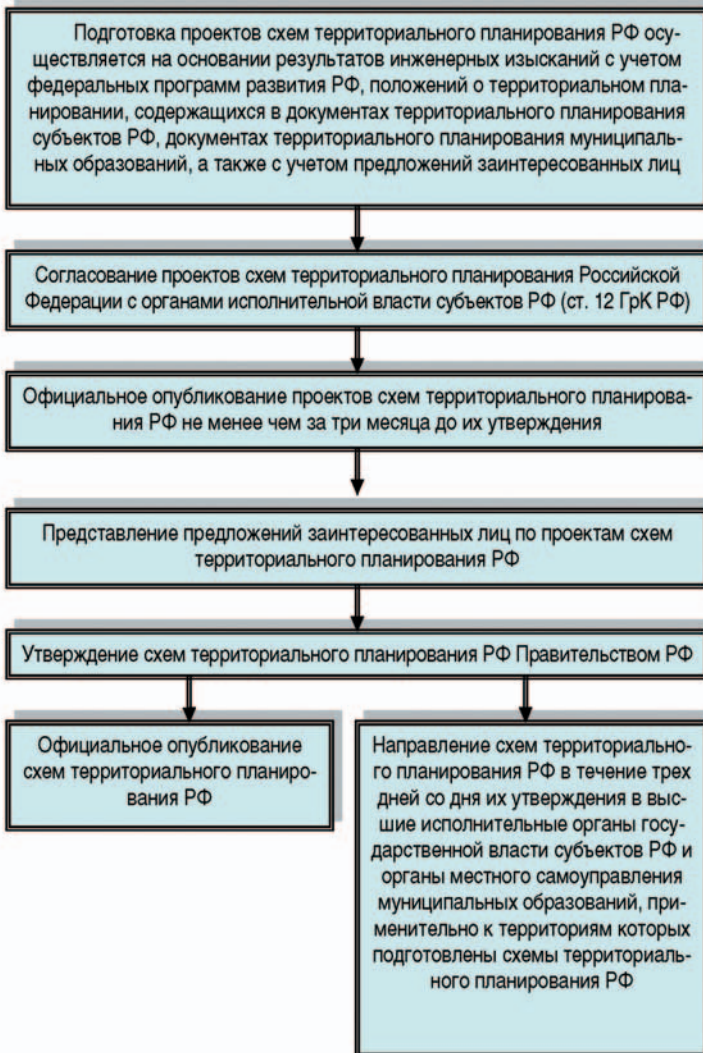 Подготовка проектов схем территориального планирования РФ осу-
ществляется на основании результатов инженерных изысканий с учетом
федеральных программ развития РФ, положений о территориальном пла-
нировании, содержащихся в документах территориального планирования
субъектов РФ, документах территориального планирования муниципаль-
ных образований, а также с учетом предложений заинтересованных лиц
Согласование проектов схем территориального планирования Российской
Федерации с органами исполнительной власти субъектов РФ (ст. 12 ГрК РФ)
Официальное опубликование проектов схем территориального планирова-
ния РФ не менее чем за три месяца до их утверждения
Представление предложений заинтересованных лиц по проектам схем
территориального планирования РФ
Утверждение схем территориального планирования РФ Правительством РФ
Официальное опубликование
схем территориального планиро-
вания РФ
Направление схем территориально-
го планирования РФ в течение трех
дней со дня их утверждения в выс-
шие исполнительные органы госу-
дарственной власти субъектов РФ и
органы местного самоуправления
муниципальных образований, при-
менительно к территориям которых
подготовлены схемы территориаль-
ного планирования РФ